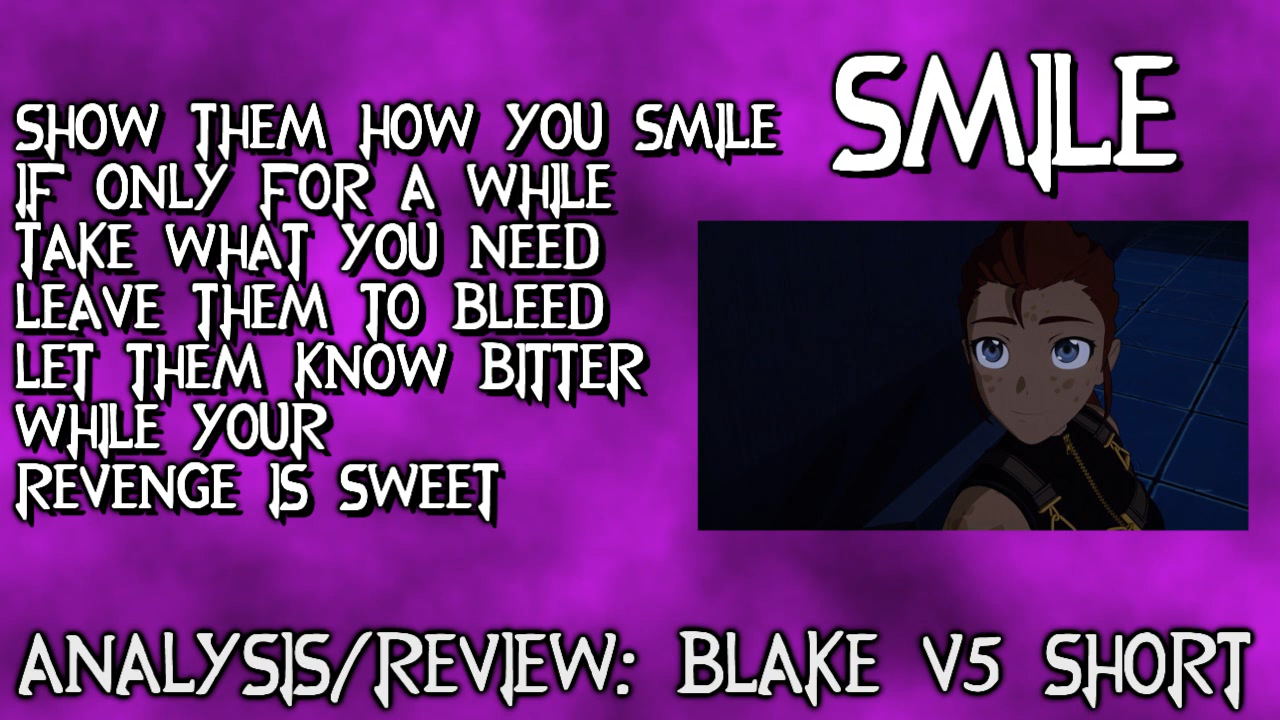 SMILE
SHOW THEM HOW YOU SMILE
IF ONLY FOR A WHILE
TAKE WHAT YOU NEED
LEAVE THEM TO BLEED
LET THEM KNOW BITTER
WHILE YOUR
REVENGE IS SWEET
ANALYSIS/REVIEW: BLAKE V5 SHORT